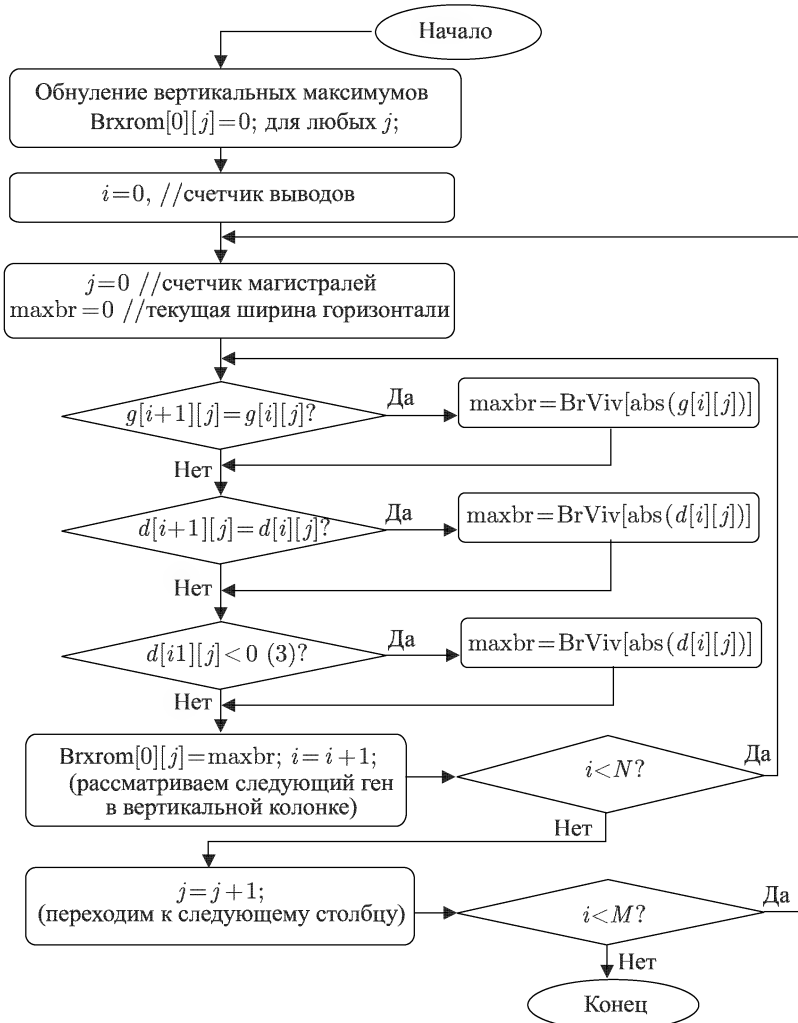 Начало
Обнуление вертикальных максимумов
Brxrom[0][j]=0; для любых j;
i=0, //счетчик выводов
j=0 //счетчик магистралей
maxbr=0 //текущая ширина горизонтали
g[i+1][j]=g[i][j]?
Да
maxbr=BrViv[abs(g[i][j])]
Нет
d[i+1][j]=d[i][j]?
Да
maxbr=BrViv[abs(d[i][j])]
Нет
d[i1][j]<0 (3)?
Да
maxbr=BrViv[abs(d[i][j])]
Нет
Brxrom[0][j]=maxbr; i=i+1;
(рассматриваем следующий ген
в вертикальной колонке)
i<N?
Да
Нет
j=j+1;
(переходим к следующему столбцу)
i<M?
Да
Нет
Конец